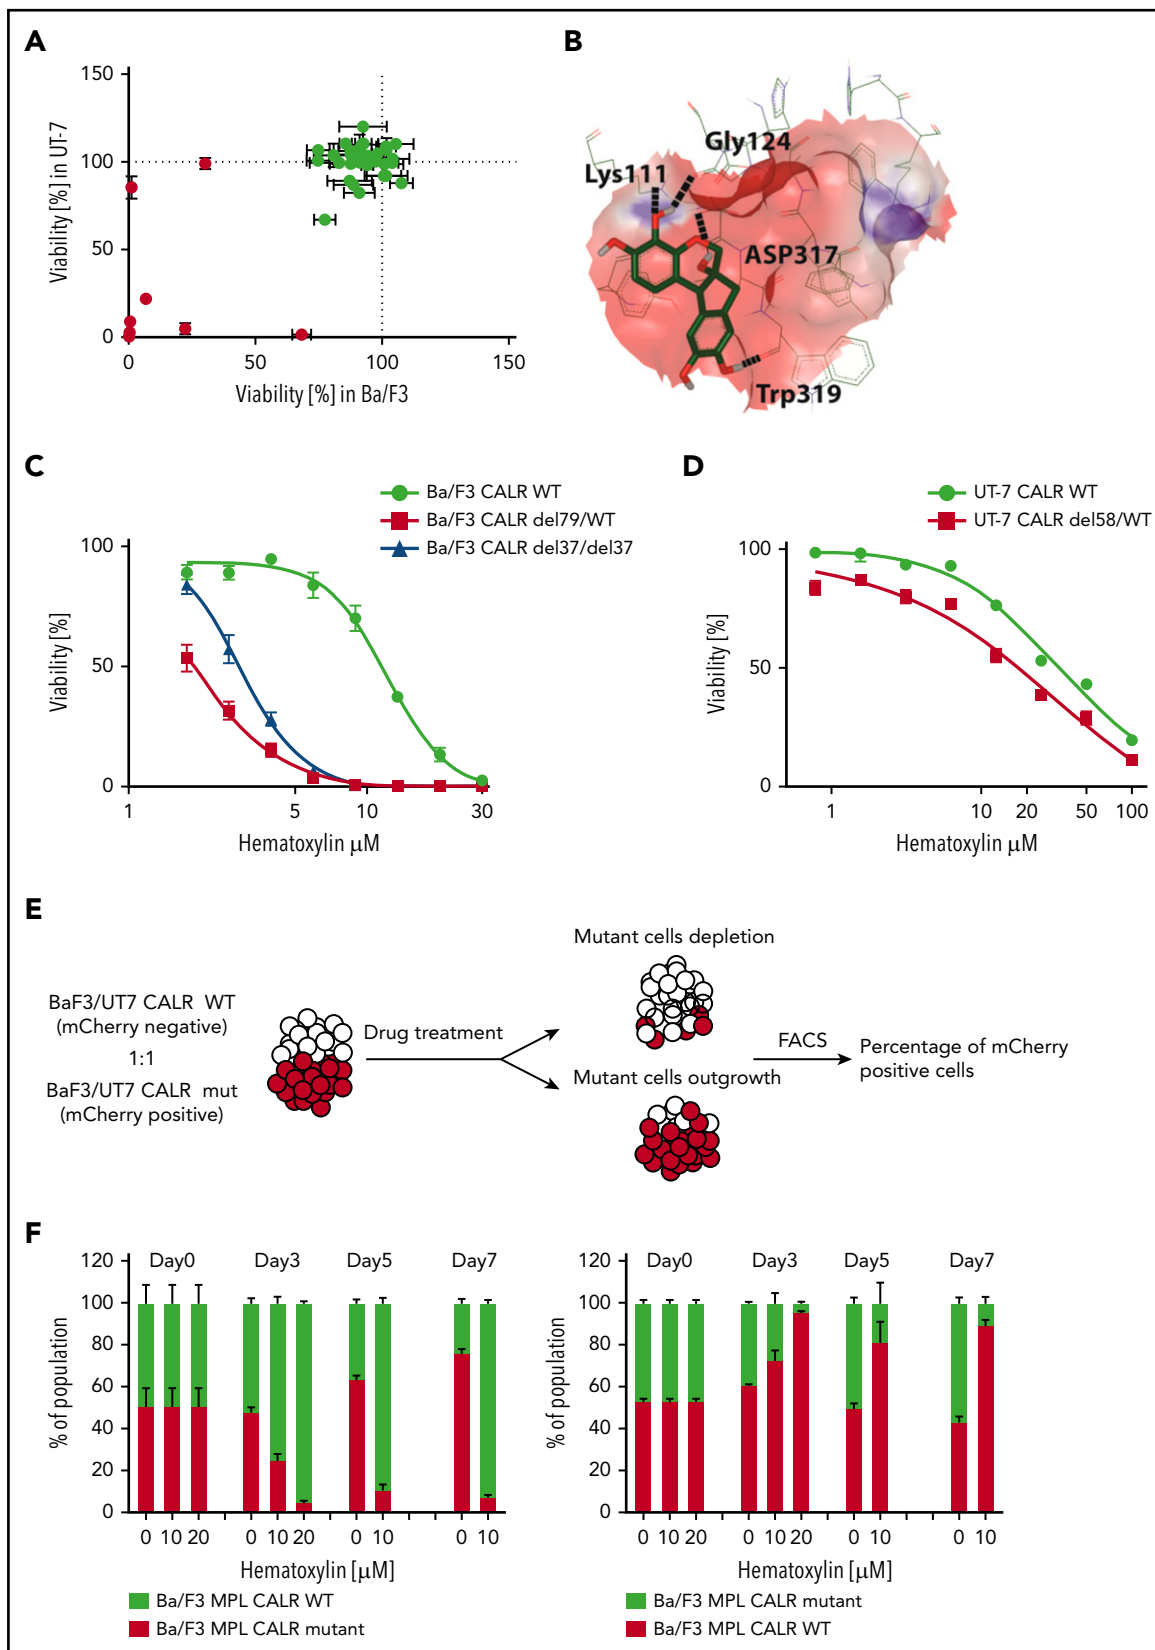 A
150
100
50
0
Viability [%] in UT-7
0
50
100
150
Viability [%] in Ba/F3
B
Gly124
Lys111
ASP317
Trp319
C
Ba/F3 CALR WT
Ba/F3 CALR del79/WT
Ba/F3 CALR del37/del37
100
50
0
Viability [%]
1
5
10
30
Hematoxylin μM
D
UT-7 CALR WT
UT-7 CALR del58/WT
100
50
0
Viability [%]
1
10
20
50
100
Hematoxylin μM
E
BaF3/UT7 CALR WT
(mCherry negative)
1:1
BaF3/UT7 CALR mut
(mCherry positive)
Drug treatment
Mutant cells depletion
Mutant cells outgrowth
FACS
Percentage of mCherry
positive cells
F
120
100
80
60
40
20
0
% of population
Day0
Day3
Day5
Day7
0 10 20 0 10 20 0 10 0 10
Hematoxylin [μM]
Ba/F3 MPL CALR WT
Ba/F3 MPL CALR mutant
120
100
80
60
40
20
0
% of population
Day0
Day3
Day5
Day7
0 10 20 0 10 20 0 10 0 10
Hematoxylin [μM]
Ba/F3 MPL CALR mutant
Ba/F3 MPL CALR WT